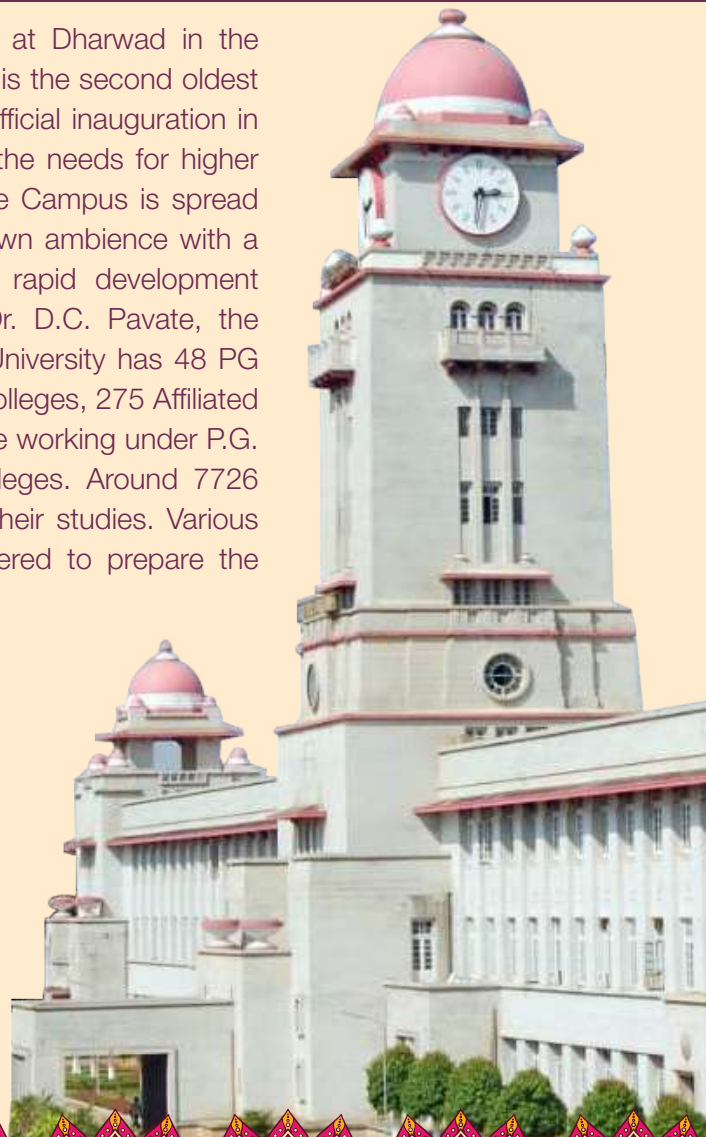 at Dharwad in the
is the second oldest
fficial inauguration in
the needs for higher
e Campus is spread
wn ambience with a
rapid development
r. D.C. Pavate, the
University has 48 PG
olleges, 275 Affiliated
e working under P.G.
leges. Around 7726
heir studies. Various
ered to prepare the